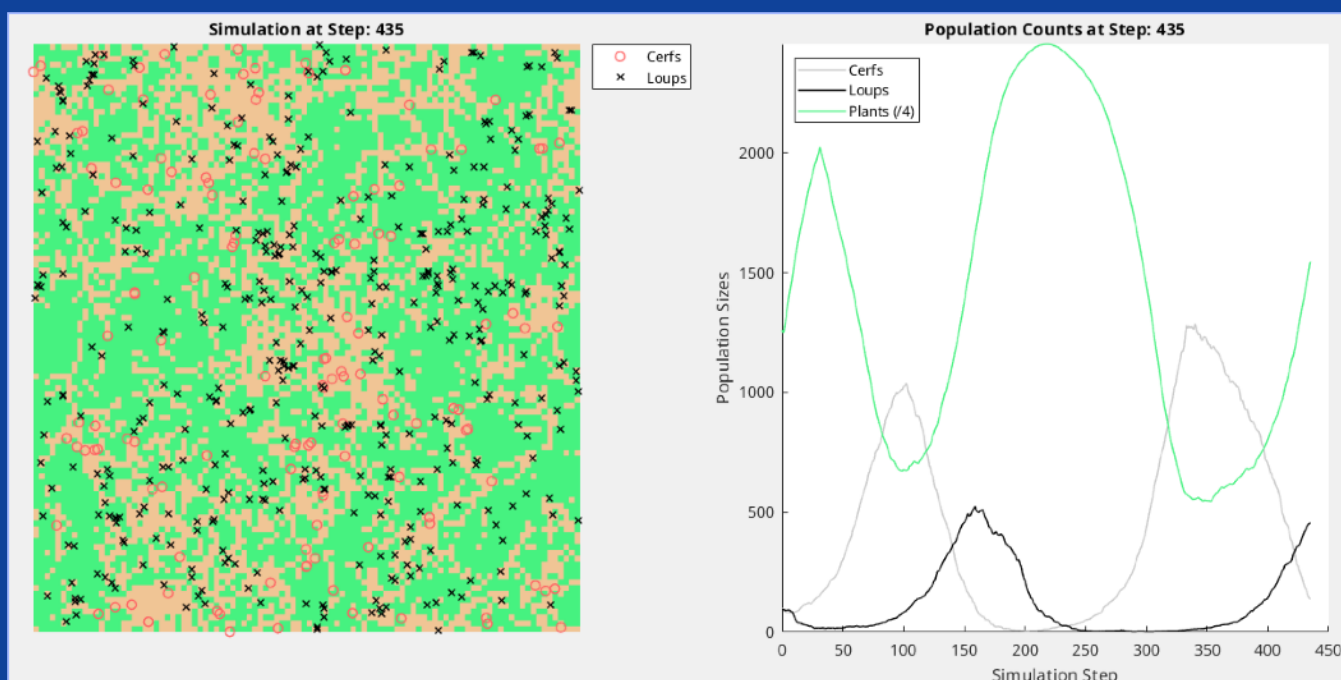 Simulation at Step: 435
Cerfs
Loups
Population Counts at Step: 435
Cerfs
Loups
Plants (/4)
Population Sizes
2000
1500
1000
500
0
0 50 100 150 200 250 300 350 400 450
Simulation Step